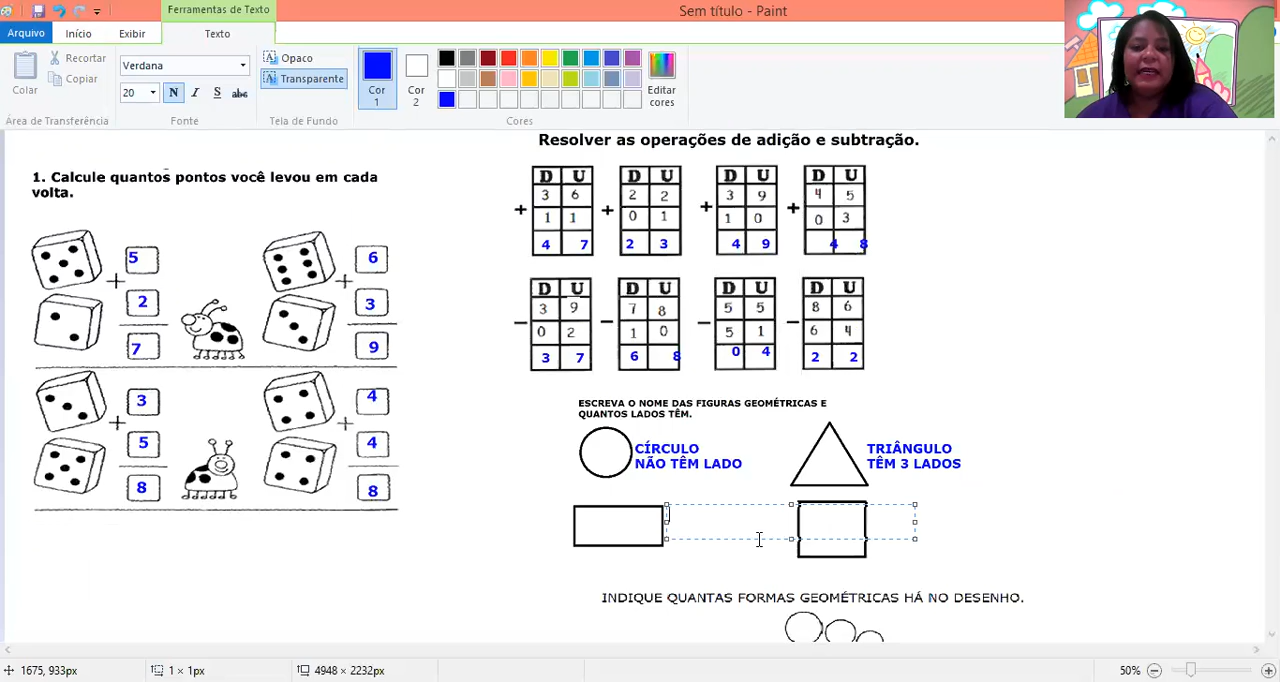 Ferramentas de Texto
Sem título - Paint
Arquivo Início Exibir Texto
Colar
Recortar
Copiar
Área de Transferência
Verdana
20 N I S abc
Fonte
Opaco
Transparente
Tela de Fundo
Cor 1
Cor 2
Editar cores
Cores
1. Calcule quantos pontos você levou em cada
volta.
5 + 2 7
6 + 3 9
3 + 5 8
4 + 4 8
Resolver as operações de adição e subtração.
D U D U D U D U
3 6 2 2 3 9 4 5
+ 1 1 + 0 1 + 1 0 + 0 3
4 7 2 3 4 9 4 8
D U D U D U D U
3 9 7 8 5 5 8 6
− 0 2 − 1 0 − 5 1 − 6 4
3 7 6 8 0 4 2 2
ESCREVA O NOME DAS FIGURAS GEOMÉTRICAS E
QUANTOS LADOS TÊM.
CÍRCULO
NÃO TÊM LADO
TRIÂNGULO
TÊM 3 LADOS
INDIQUE QUANTAS FORMAS GEOMÉTRICAS HÁ NO DESENHO.
1675, 933px 1 × 1px 4948 × 2232px 50%